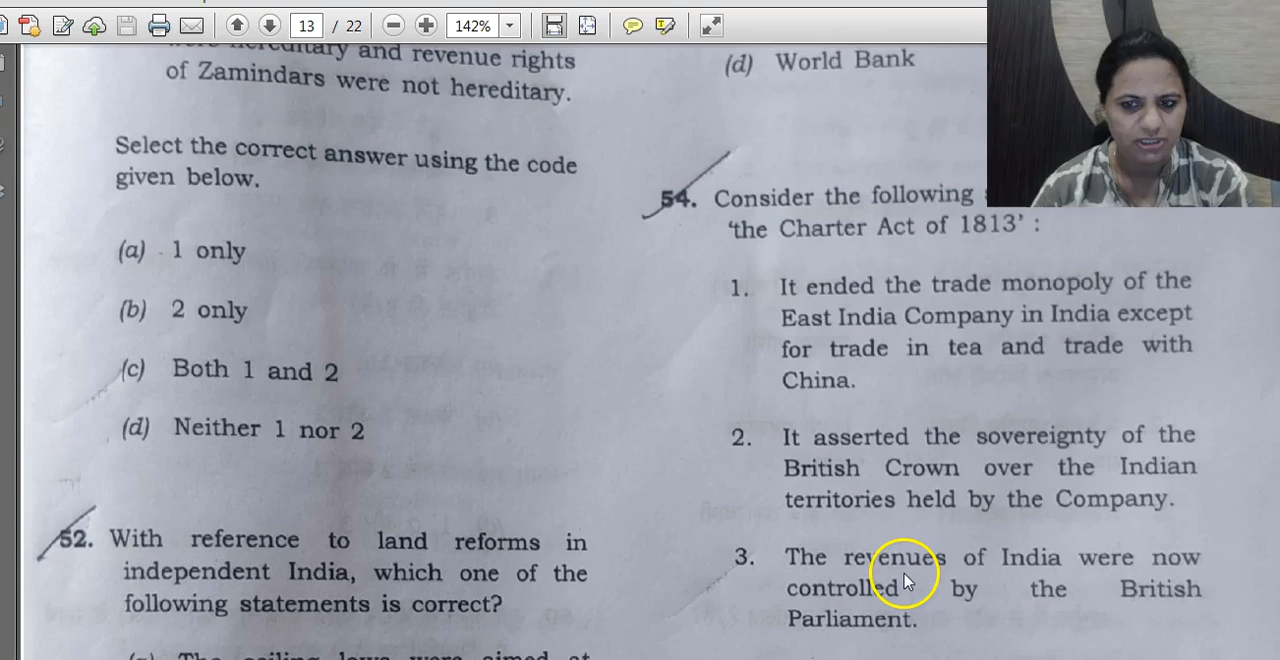 13 / 22
142%
and revenue rights
of Zamindars were not hereditary.
Select the correct answer using the code
given below.
(a) 1 only
(b) 2 only
(c) Both 1 and 2
(d) Neither 1 nor 2
52. With reference to land reforms in
independent India, which one of the
following statements is correct?
(d) World Bank
54. Consider the following
'the Charter Act of 1813' :
1. It ended the trade monopoly of the
East India Company in India except
for trade in tea and trade with
China.
2. It asserted the sovereignty of the
British Crown over the Indian
territories held by the Company.
3. The revenues of India were now
controlled by the British
Parliament.